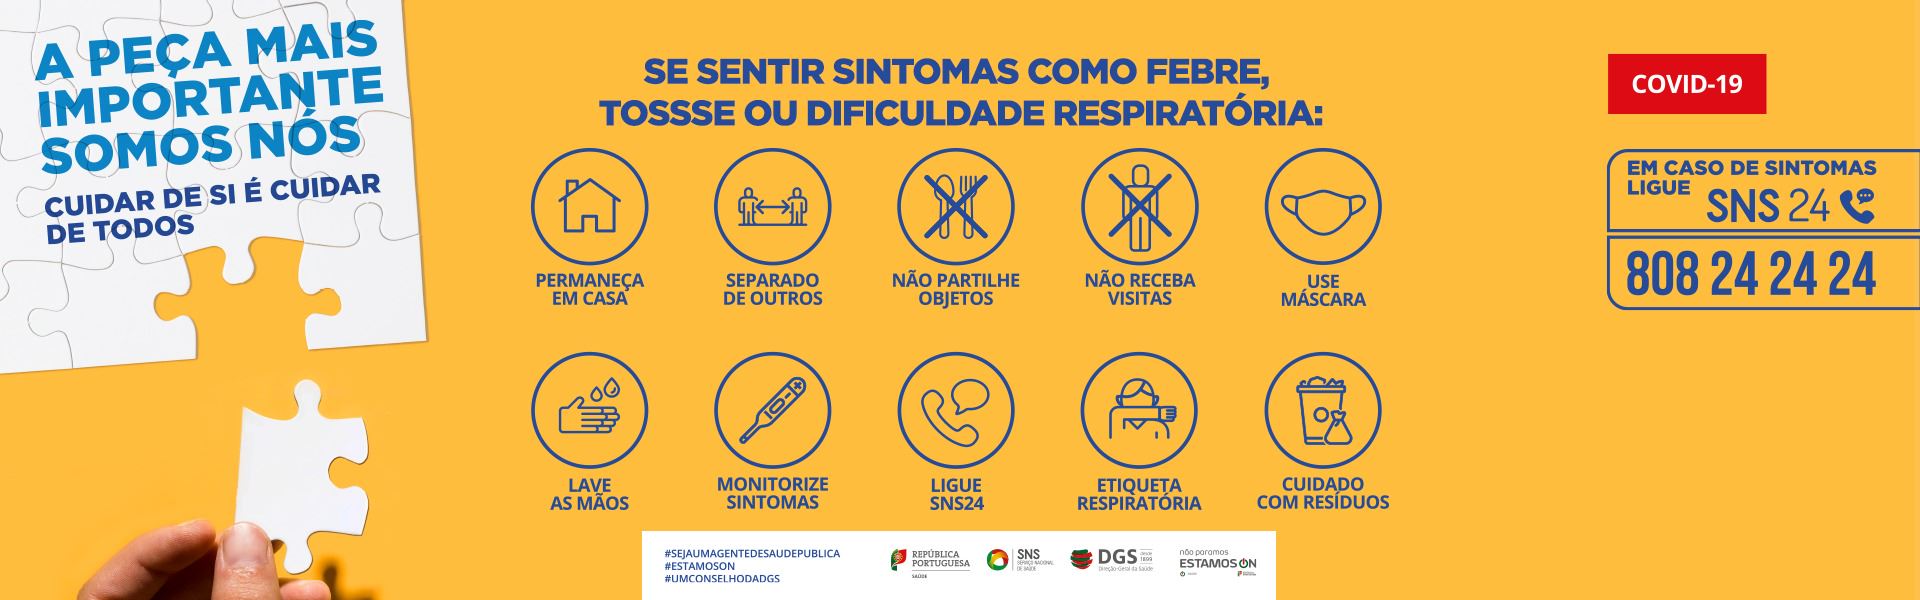 A PEÇA MAIS
IMPORTANTE
SOMOS NÓS
CUIDAR DE SI É CUIDAR
DE TODOS
SE SENTIR SINTOMAS COMO FEBRE,
TOSSSE OU DIFICULDADE RESPIRATÓRIA:
PERMANEÇA
EM CASA
SEPARADO
DE OUTROS
NÃO PARTILHE
OBJETOS
NÃO RECEBA
VISITAS
USE
MÁSCARA
LAVE
AS MÃOS
MONITORIZE
SINTOMAS
LIGUE
SNS24
ETIQUETA
RESPIRATÓRIA
CUIDADO
COM RESÍDUOS
COVID-19
EM CASO DE SINTOMAS
LIGUE SNS 24
808 24 24 24
#SEJAUMAGENTEDESAUDEPUBLICA
#ESTAMOSON
#UMCONSELHODADGS
REPÚBLICA
PORTUGUESA
SAÚDE
SNS
SERVIÇO NACIONAL
DE SAÚDE
DGS desde 1899
Direção-Geral da Saúde
não paramos
ESTAMOS ON